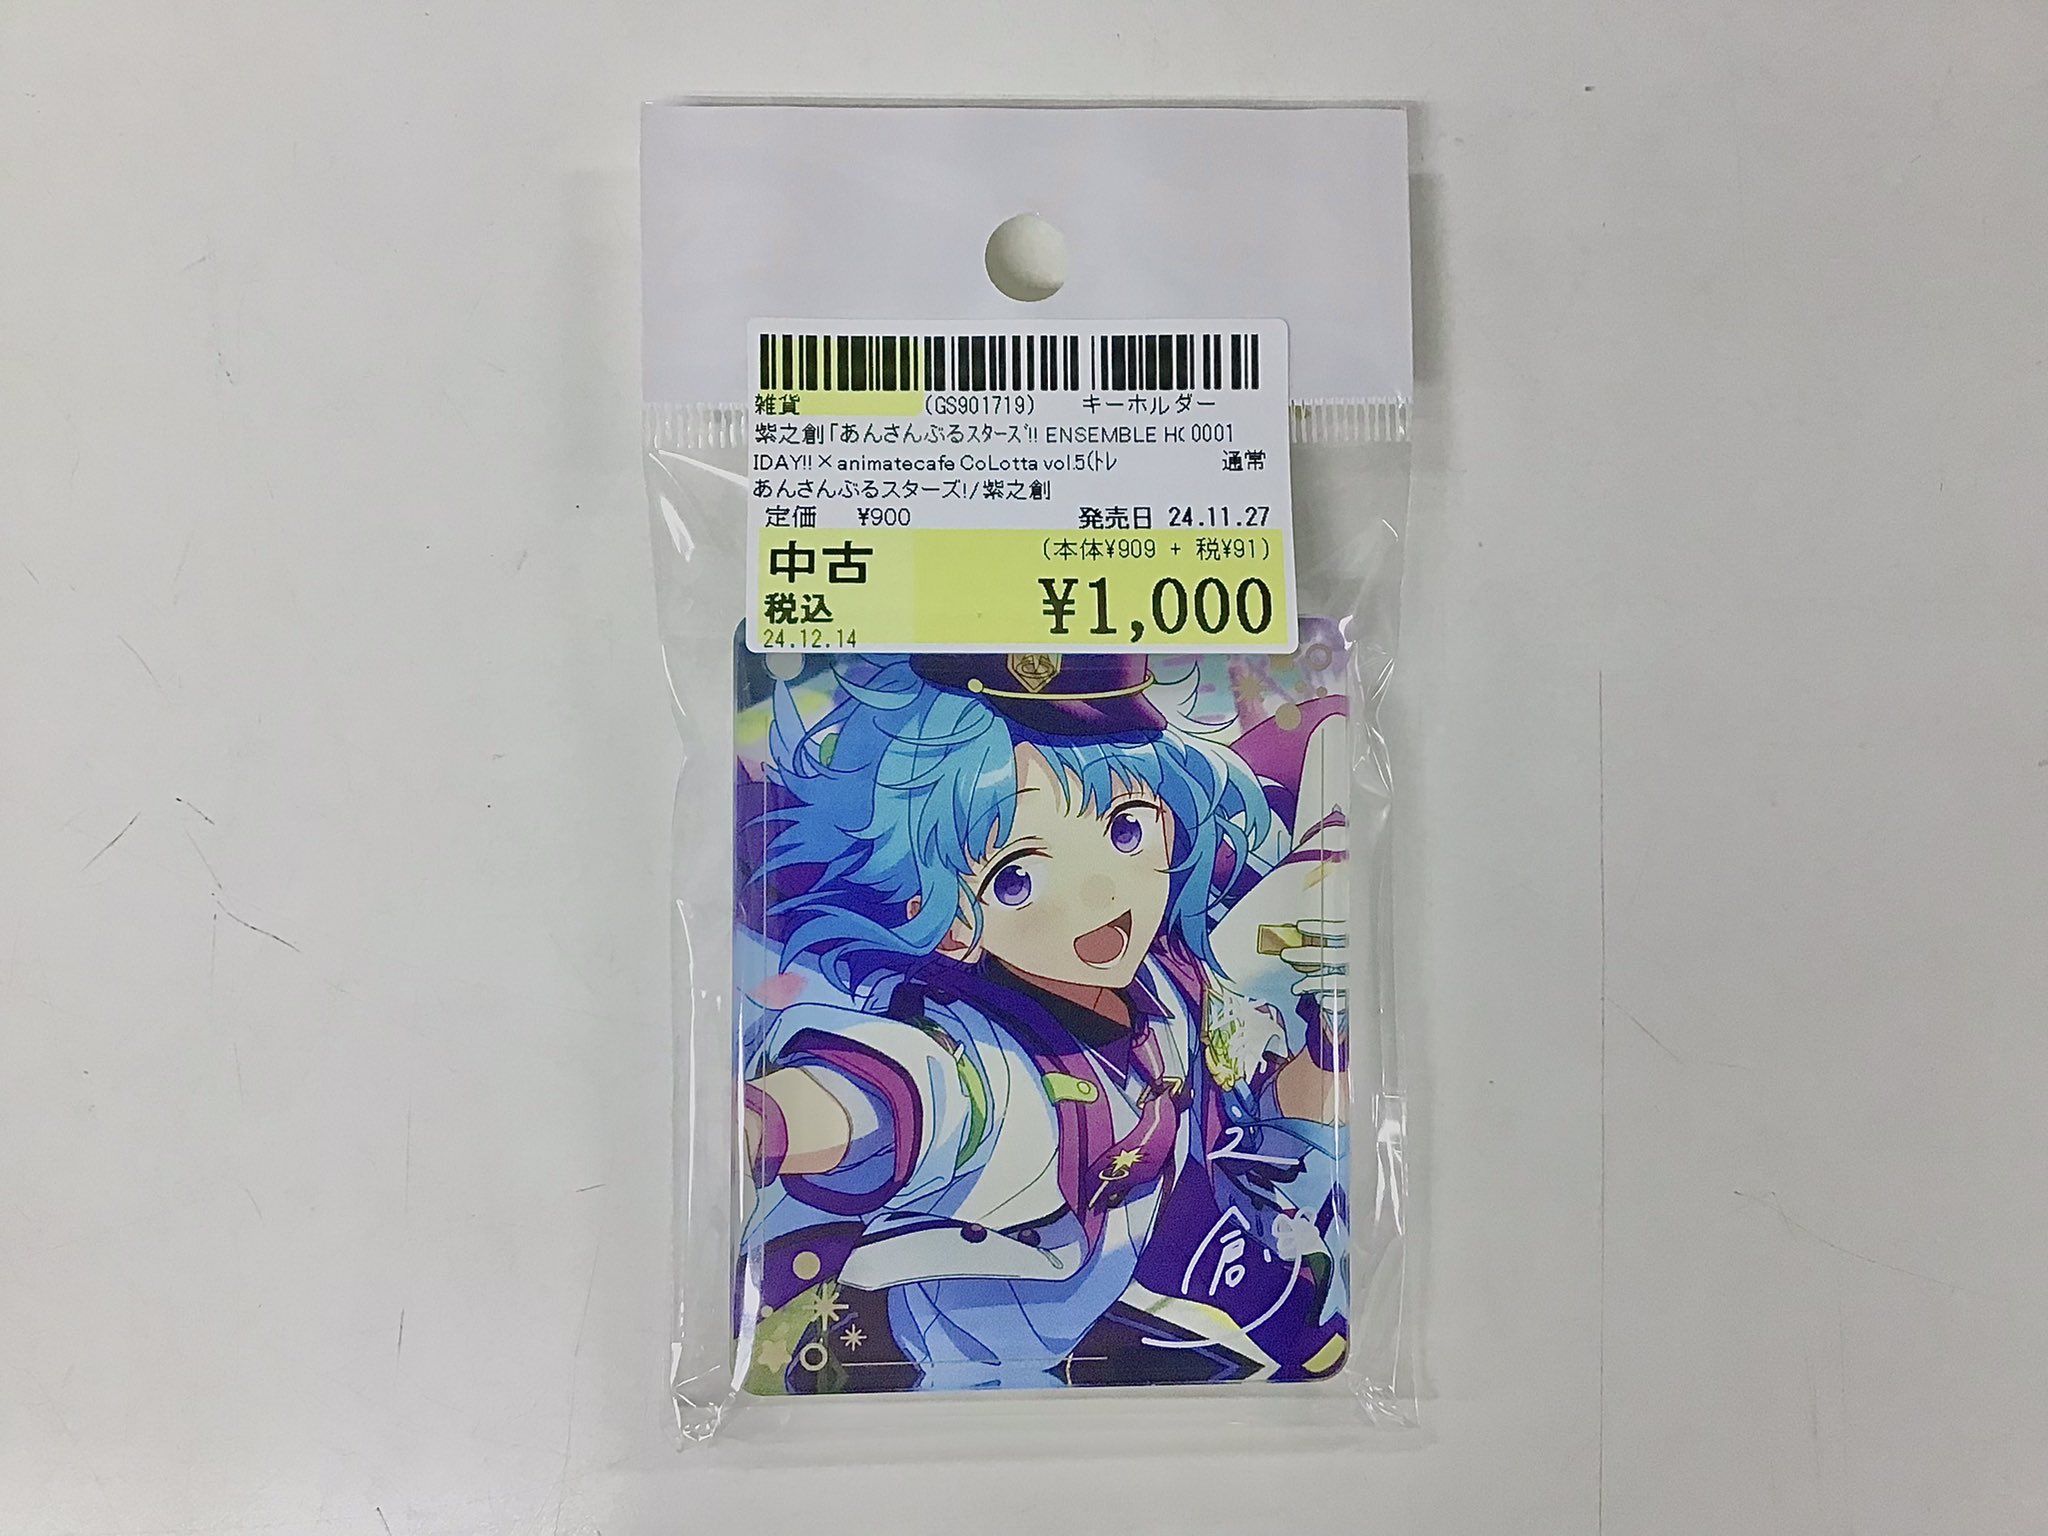 雑貨 (GS901719) キーホルダー
紫之創「あんさんぶるｽﾀｰｽﾞ!! ENSEMBLE H( 0001
IDAY!!×animatecafe CoLotta vol.5(ﾄﾚ 通常
あんさんぶるスターズ!/紫之創
定価 ¥900 発売日 24.11.27
中古 (本体¥909 + 税¥91)
税込 ¥1,000
24.12.14
之
創